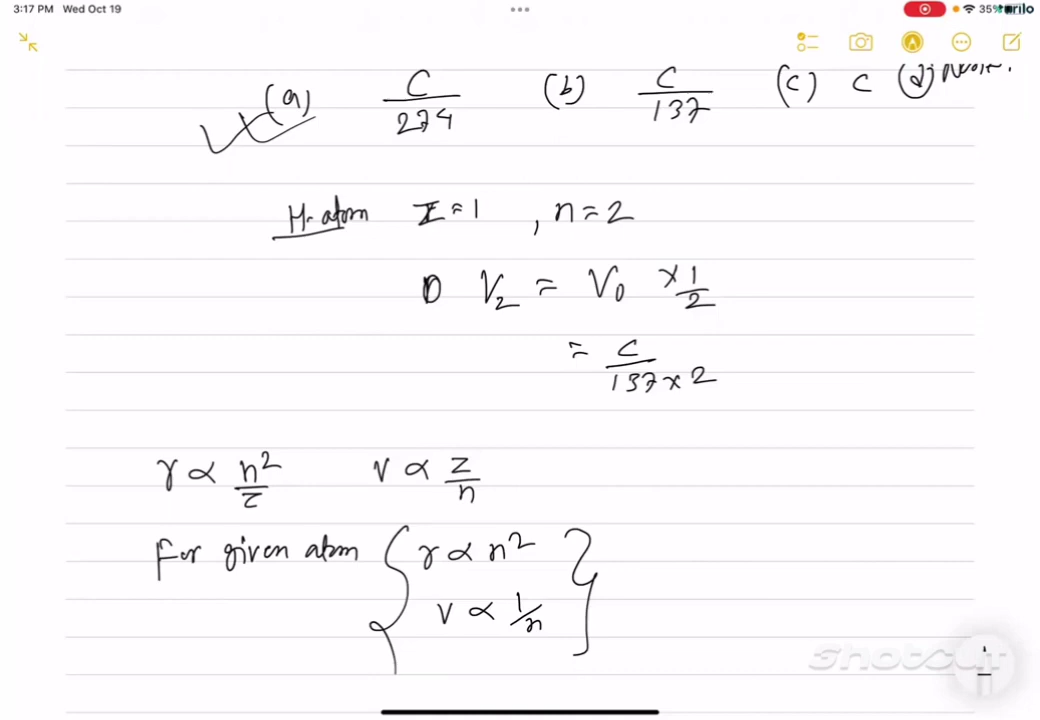 3:17 PM Wed Oct 19
35%
(a) C/274 (b) C/137 (c) C (d) None.
H-atom Z=1 , n=2
V₂ = V₀ × 1/2
= C/137×2
r ∝ n²/z v ∝ z/n
For given atom { r ∝ n²
v ∝ 1/n }
shotcut